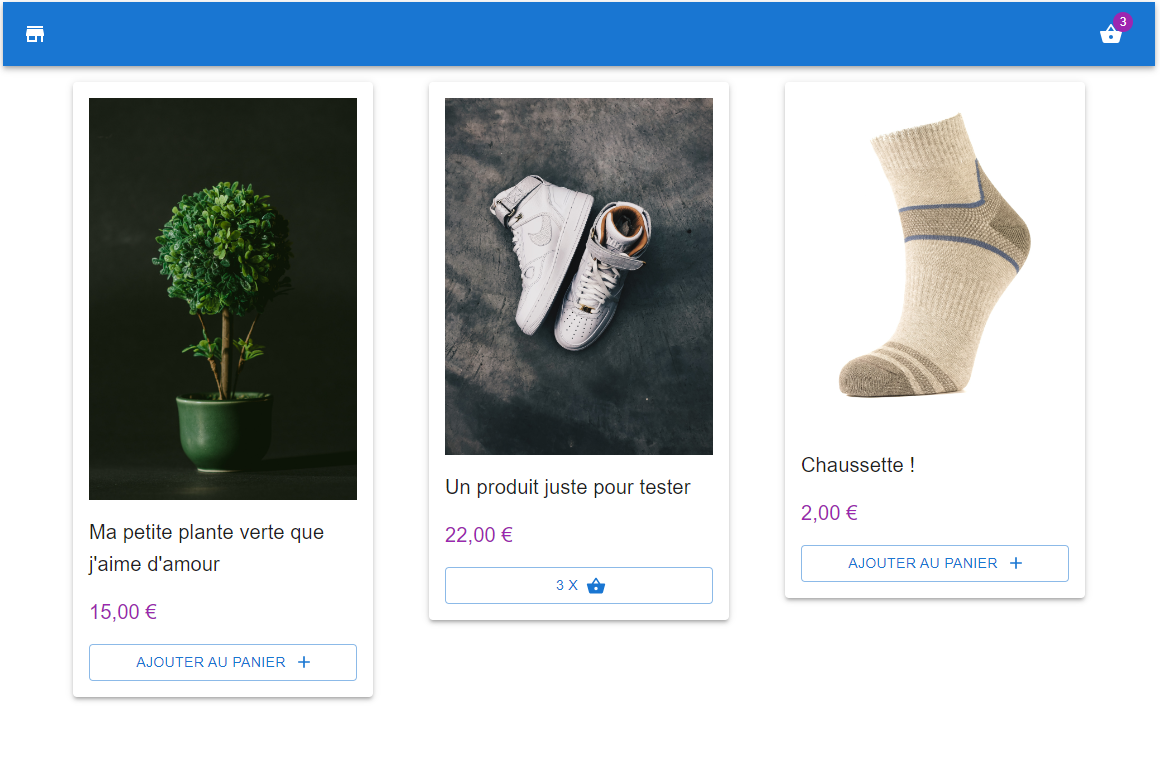 3
Ma petite plante verte que
j'aime d'amour
15,00 €
AJOUTER AU PANIER +
Un produit juste pour tester
22,00 €
3 X
Chaussette !
2,00 €
AJOUTER AU PANIER +